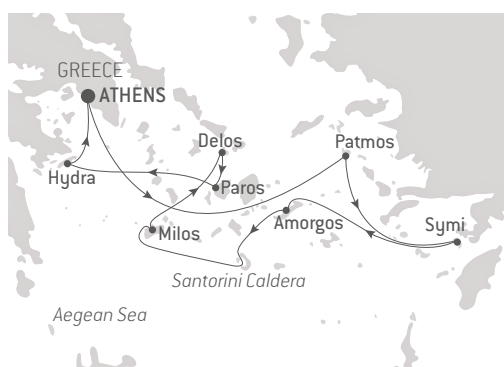 GREECE
ATHENS
Delos
Patmos
Hydra
Paros
Amorgos
Symi
Milos
Santorini Caldera
Aegean Sea